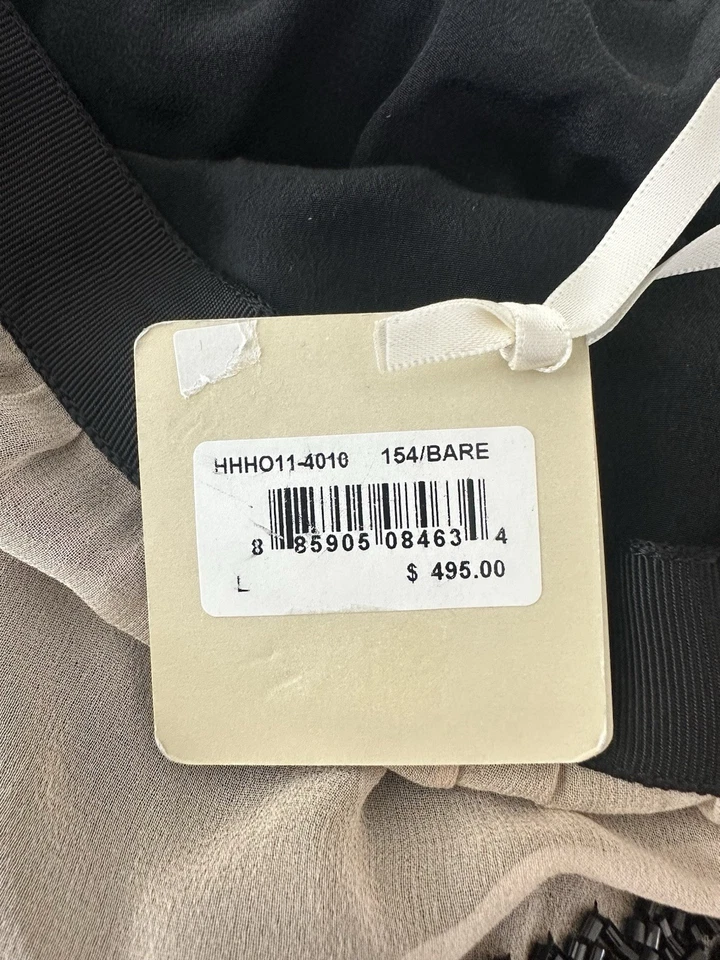 HHHO11-4010 154/BARE
8 85905 08463 4
L $ 495.00